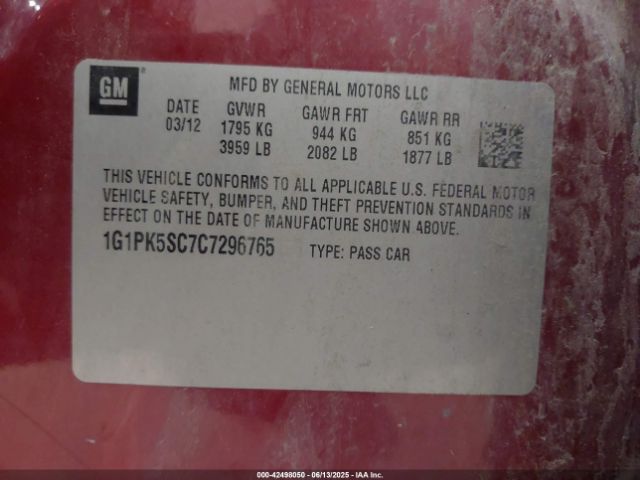 GM ®
MFD BY GENERAL MOTORS LLC
DATE GVWR GAWR FRT GAWR RR
03/12 1795 KG 944 KG 851 KG
3959 LB 2082 LB 1877 LB
THIS VEHICLE CONFORMS TO ALL APPLICABLE U.S. FEDERAL MOTOR
VEHICLE SAFETY, BUMPER, AND THEFT PREVENTION STANDARDS IN
EFFECT ON THE DATE OF MANUFACTURE SHOWN ABOVE.
1G1PK5SC7C7296765 TYPE: PASS CAR
000-42498050 - 06/13/2025 - IAA Inc.